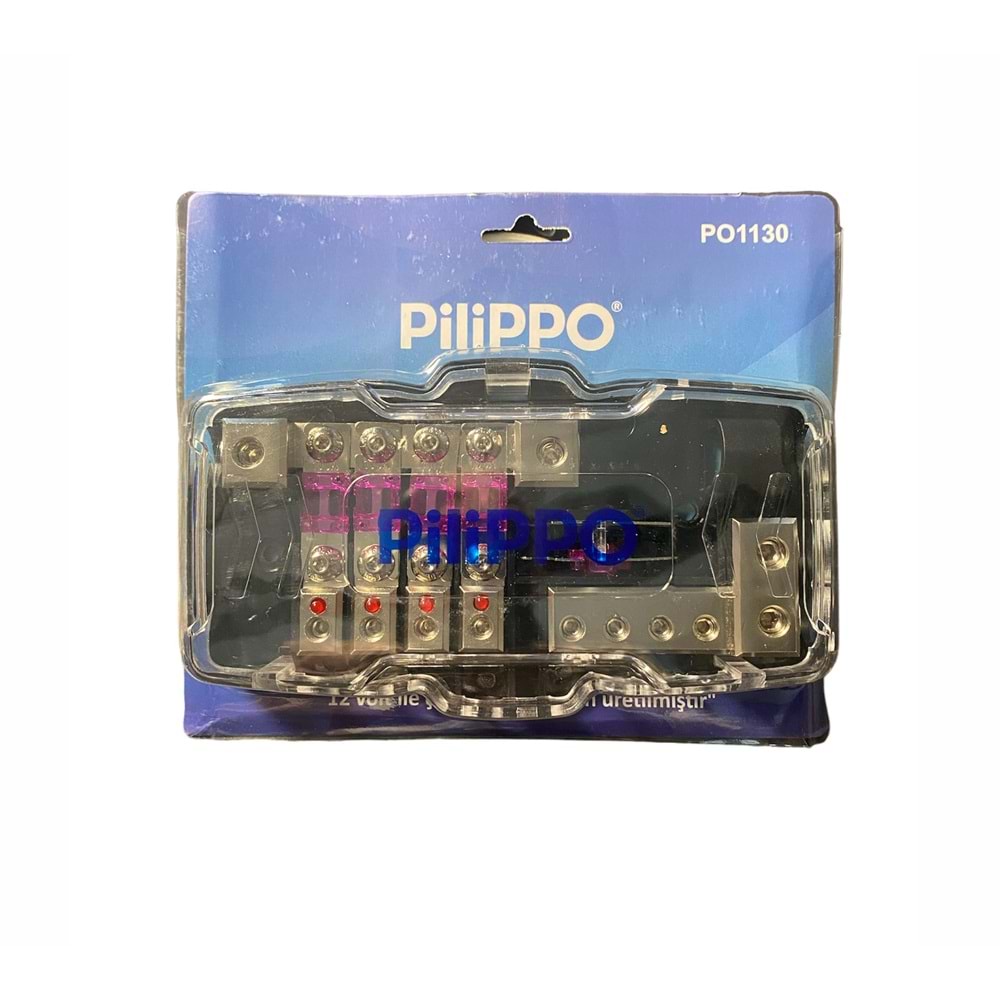 PO1130
PiliPPO®
PiliPPO
12 Volt ile üretilmiştir"